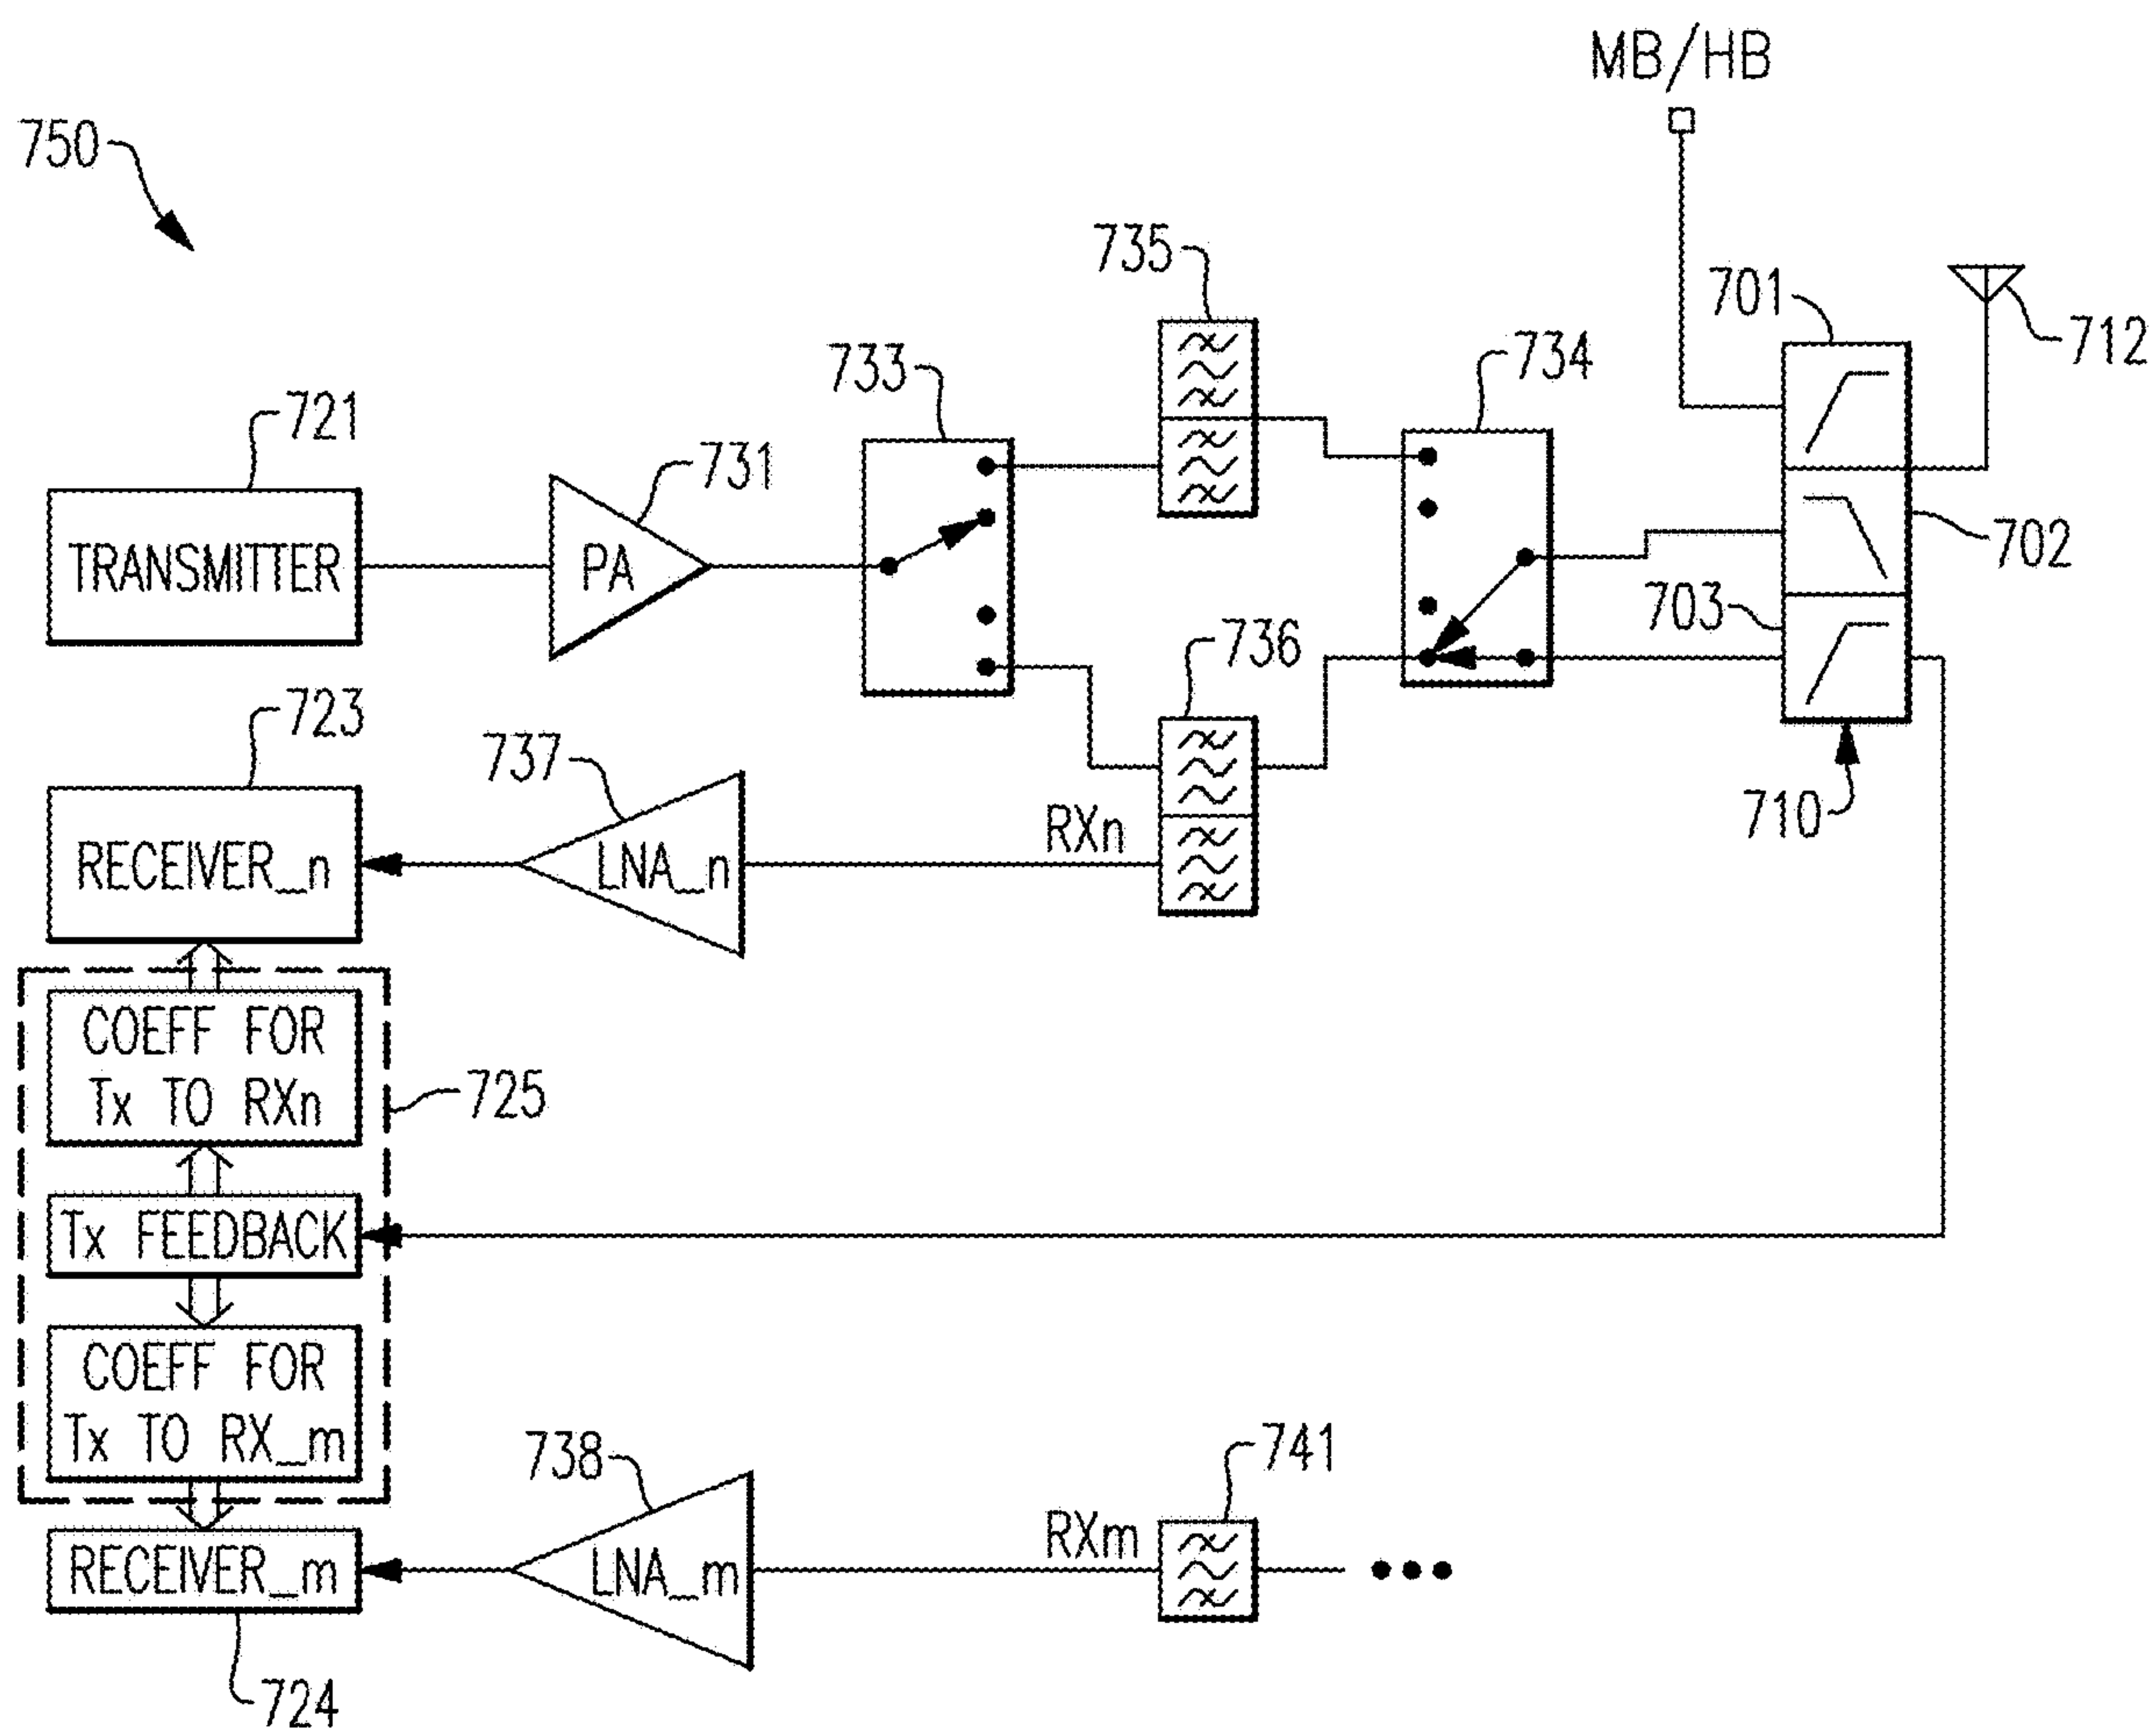 MB/HB
750
735
701
712
733
734
721
731
TRANSMITTER
PA
702
703
736
723
737
710
RXn
RECEIVER_n
LNA_n
COEFF FOR
Tx TO RXn
725
Tx FEEDBACK
COEFF FOR
Tx TO RX_m
738
741
RXm
RECEIVER_m
LNA_m
724